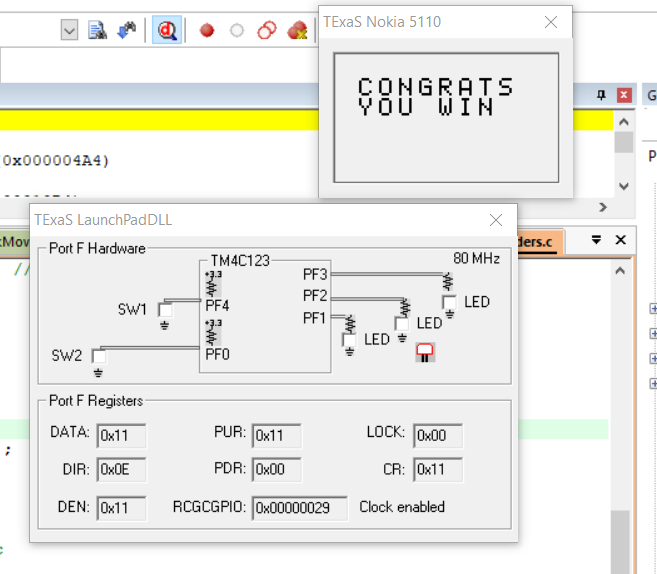 TExaS Nokia 5110
CONGRATS
YOU WIN
G
P
(0x000004A4)
TExaS LaunchPadDLL
ders.c
//
;
Port F Hardware
TM4C123
80 MHz
+3.3
PF3
SW1
PF4
PF2
LED
+3.3
PF1
LED
SW2
PF0
LED
Port F Registers
DATA: 0x11 PUR: 0x11 LOCK: 0x00
DIR: 0x0E PDR: 0x00 CR: 0x11
DEN: 0x11 RCGCGPIO: 0x00000029 Clock enabled